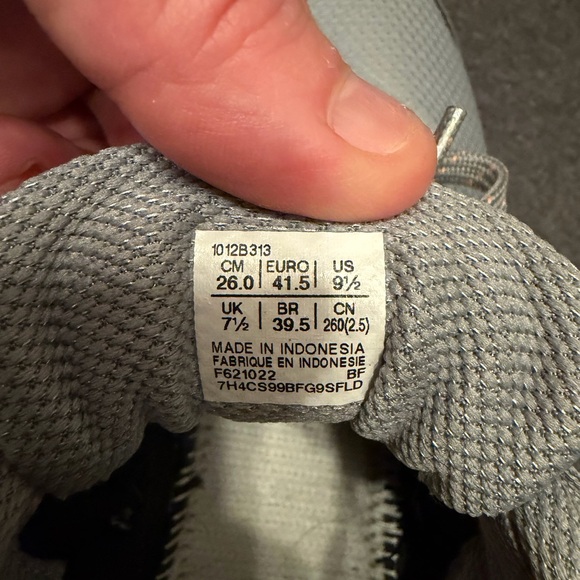 1012B313
CM | EURO | US
26.0 | 41.5 | 9½
UK | BR | CN
7½ | 39.5 | 260(2.5)
MADE IN INDONESIA
FABRIQUE EN INDONESIE
F621022 BF
7H4CS99BFG9SFLD